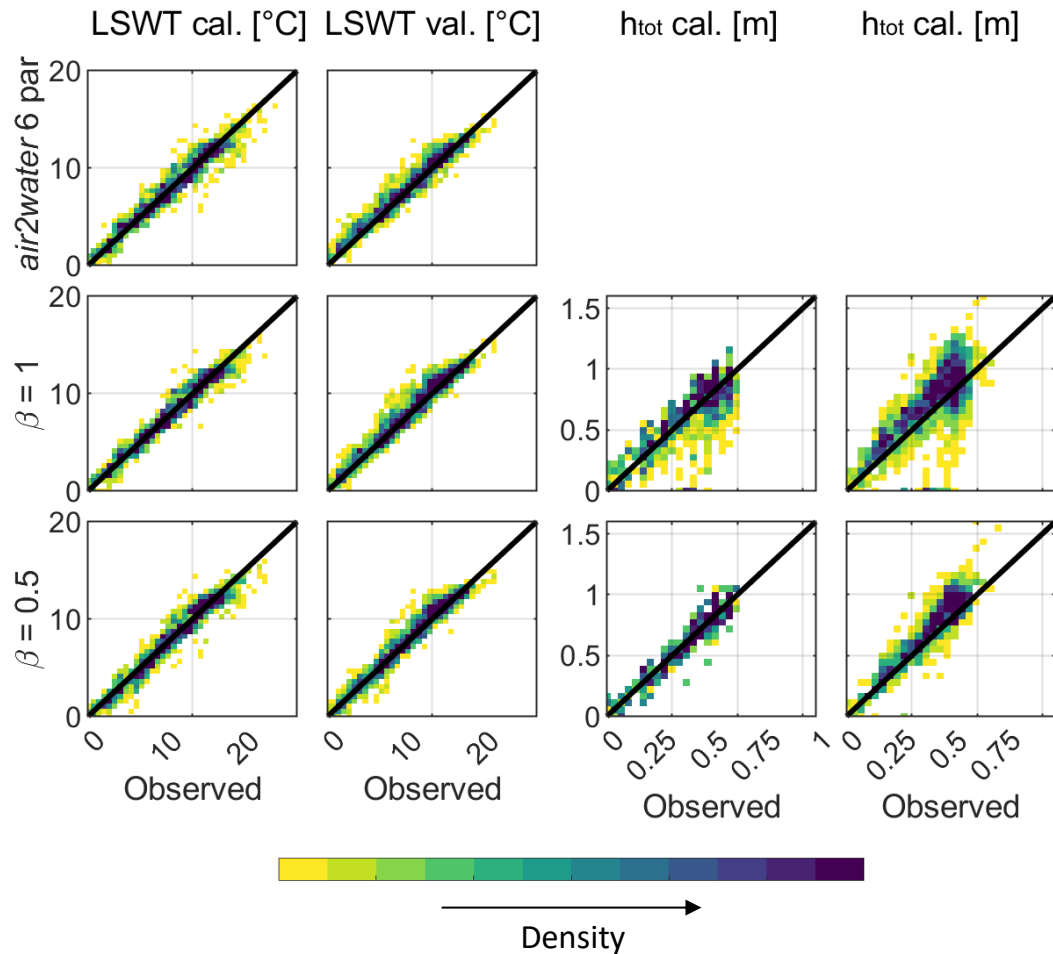 LSWT cal. [°C] LSWT val. [°C] htot cal. [m] htot cal. [m]
air2water 6 par
20
10
0
β = 1
20
10
0
1.5
1
0.5
0
β = 0.5
20
10
0
1.5
1
0.5
0
0 10 20 0 10 20 0 0.25 0.5 0.75 1 0 0.25 0.5 0.75
Observed Observed Observed Observed
Density